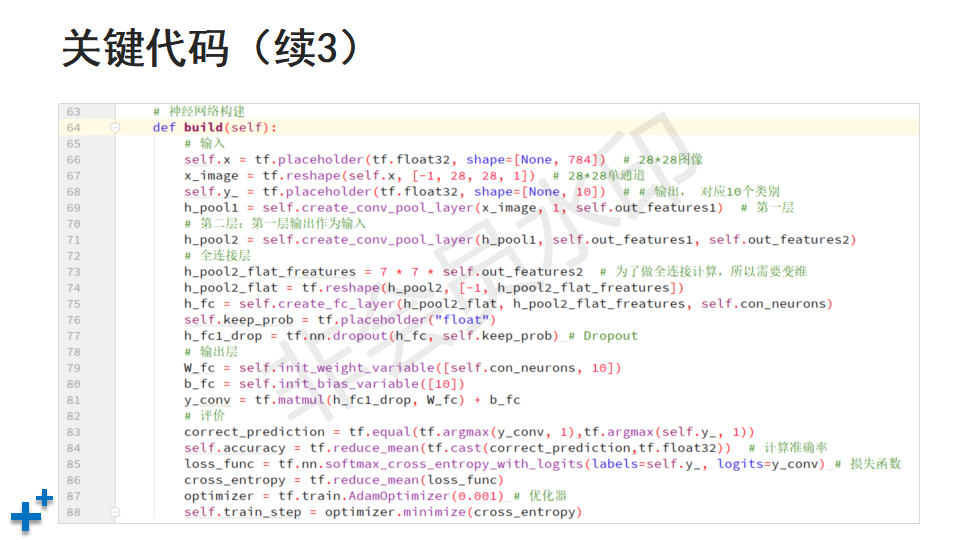 关键代码（续3）
63 # 神经网络构建
64 def build(self):
65 # 输入
66 self.x = tf.placeholder(tf.float32, shape=[None, 784]) # 28*28图像
67 x_image = tf.reshape(self.x, [-1, 28, 28, 1]) # 28*28单通道
68 self.y_ = tf.placeholder(tf.float32, shape=[None, 10]) # # 输出， 对应10个类别
69 h_pool1 = self.create_conv_pool_layer(x_image, 1, self.out_features1) # 第一层
70 # 第二层：第一层输出作为输入
71 h_pool2 = self.create_conv_pool_layer(h_pool1, self.out_features1, self.out_features2)
72 # 全连接层
73 h_pool2_flat_freatures = 7 * 7 * self.out_features2 # 为了做全连接计算，所以需要变维
74 h_pool2_flat = tf.reshape(h_pool2, [-1, h_pool2_flat_freatures])
75 h_fc = self.create_fc_layer(h_pool2_flat, h_pool2_flat_freatures, self.con_neurons)
76 self.keep_prob = tf.placeholder("float")
77 h_fc1_drop = tf.nn.dropout(h_fc, self.keep_prob) # Dropout
78 # 输出层
79 W_fc = self.init_weight_variable([self.con_neurons, 10])
80 b_fc = self.init_bias_variable([10])
81 y_conv = tf.matmul(h_fc1_drop, W_fc) + b_fc
82 # 评价
83 correct_prediction = tf.equal(tf.argmax(y_conv, 1),tf.argmax(self.y_, 1))
84 self.accuracy = tf.reduce_mean(tf.cast(correct_prediction,tf.float32)) # 计算准确率
85 loss_func = tf.nn.softmax_cross_entropy_with_logits(labels=self.y_, logits=y_conv) # 损失函数
86 cross_entropy = tf.reduce_mean(loss_func)
87 optimizer = tf.train.AdamOptimizer(0.001) # 优化器
88 self.train_step = optimizer.minimize(cross_entropy)
非会员水印